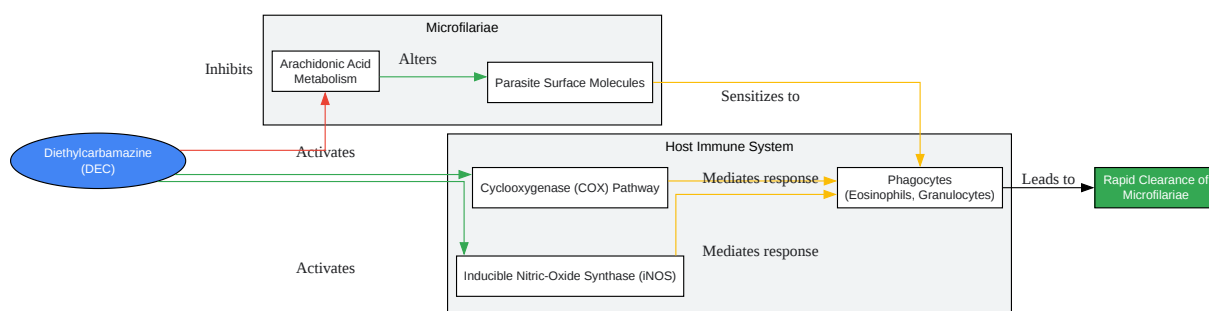 Microfilariae
Inhibits
Arachidonic Acid
Metabolism
Alters
Parasite Surface Molecules
Sensitizes to
Diethylcarbamazine
(DEC)
Activates
Host Immune System
Cyclooxygenase (COX) Pathway
Mediates response
Phagocytes
(Eosinophils, Granulocytes)
Leads to
Rapid Clearance of
Microfilariae
Mediates response
Activates
Inducible Nitric-Oxide Synthase (iNOS)